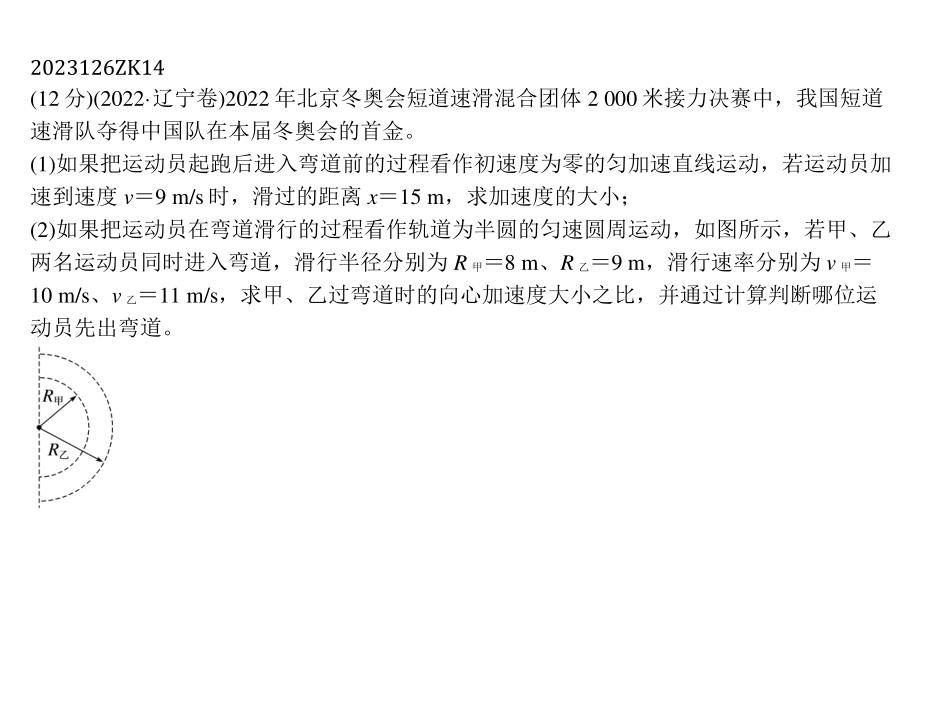 2023126ZK14
(12 分)(2022·辽宁卷)2022 年北京冬奥会短道速滑混合团体 2 000 米接力决赛中，我国短道
速滑队夺得中国队在本届冬奥会的首金。
(1)如果把运动员起跑后进入弯道前的过程看作初速度为零的匀加速直线运动，若运动员加
速到速度 v＝9 m/s 时，滑过的距离 x＝15 m，求加速度的大小；
(2)如果把运动员在弯道滑行的过程看作轨道为半圆的匀速圆周运动，如图所示，若甲、乙
两名运动员同时进入弯道，滑行半径分别为 R 甲＝8 m、R 乙＝9 m，滑行速率分别为 v 甲＝
10 m/s、v 乙＝11 m/s，求甲、乙过弯道时的向心加速度大小之比，并通过计算判断哪位运
动员先出弯道。
R甲
R乙